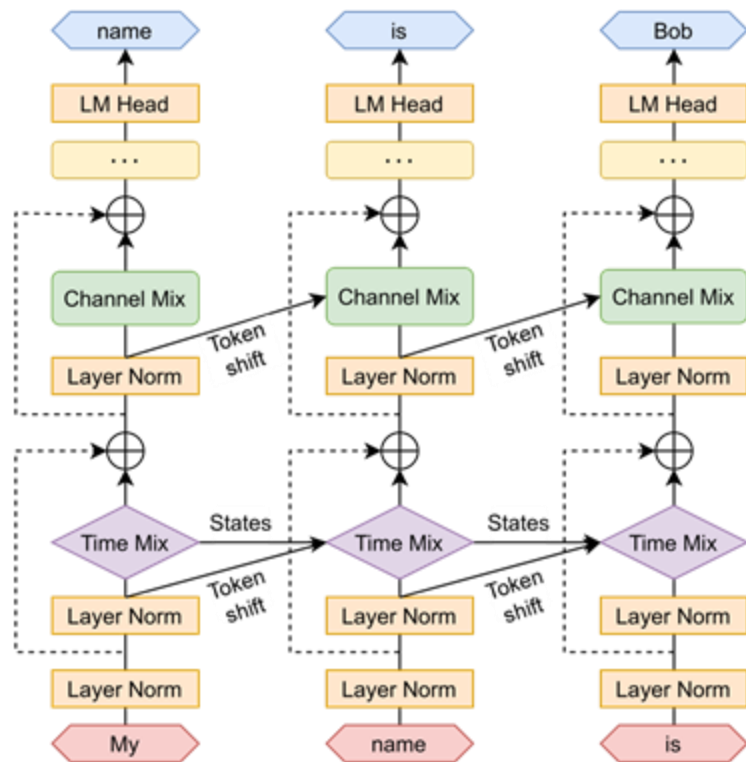 name is Bob
LM Head LM Head LM Head
... ... ...
Channel Mix Channel Mix Channel Mix
Token Token
shift shift
Layer Norm Layer Norm Layer Norm
States States
Time Mix Time Mix Time Mix
Token Token
shift shift
Layer Norm Layer Norm Layer Norm
Layer Norm Layer Norm Layer Norm
My name is